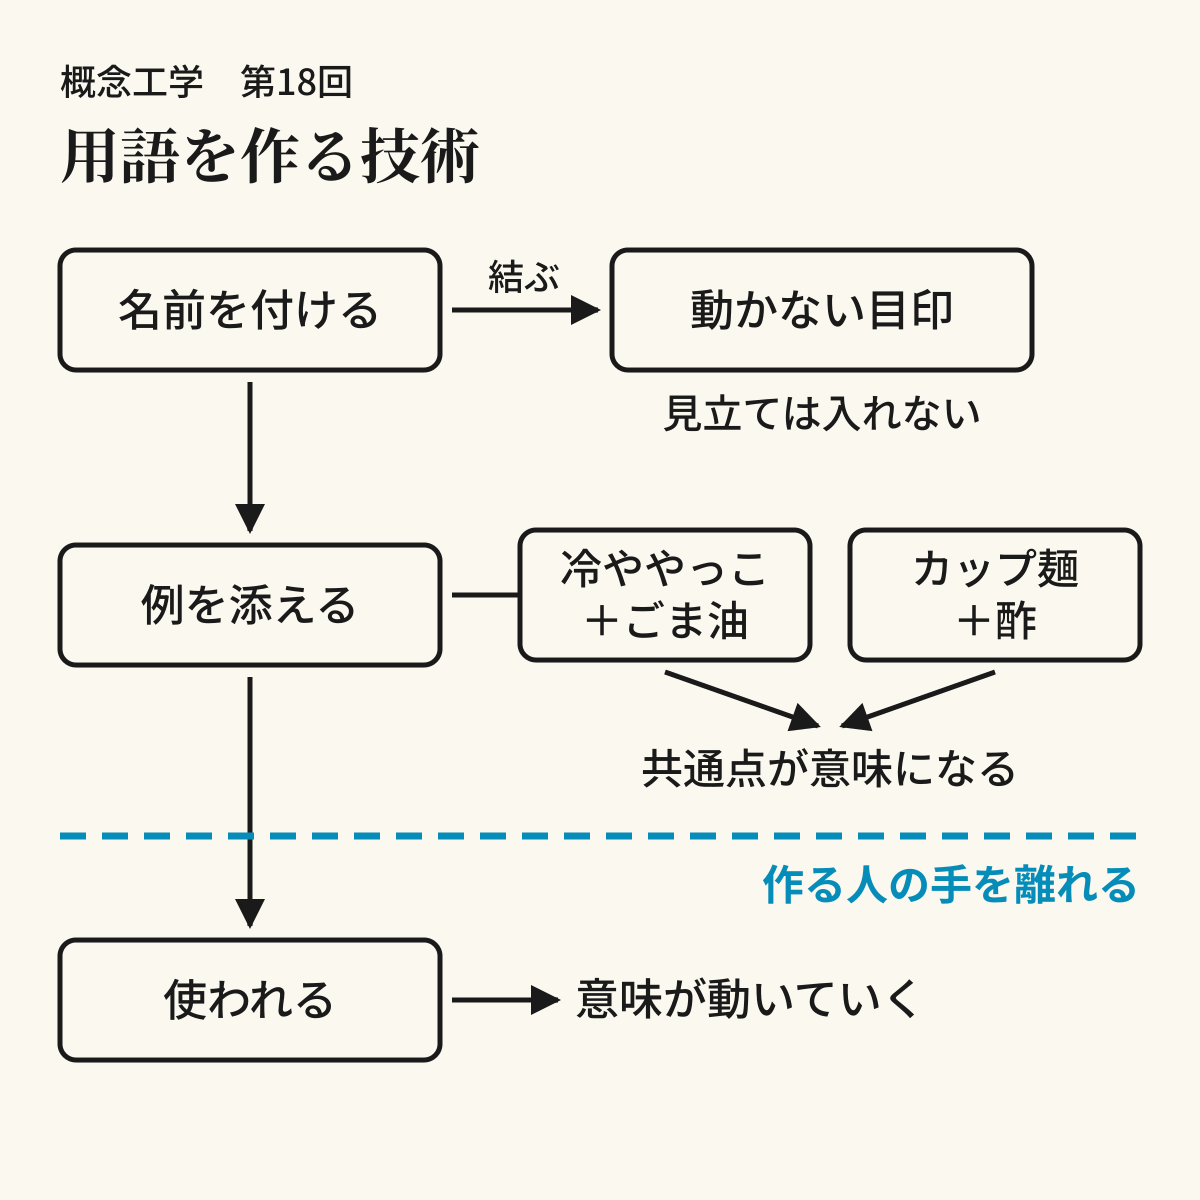 概念工学　第18回
用語を作る技術
名前を付ける
結ぶ
動かない目印
見立ては入れない
例を添える
冷ややっこ
＋ごま油
カップ麺
＋酢
共通点が意味になる
作る人の手を離れる
使われる
意味が動いていく